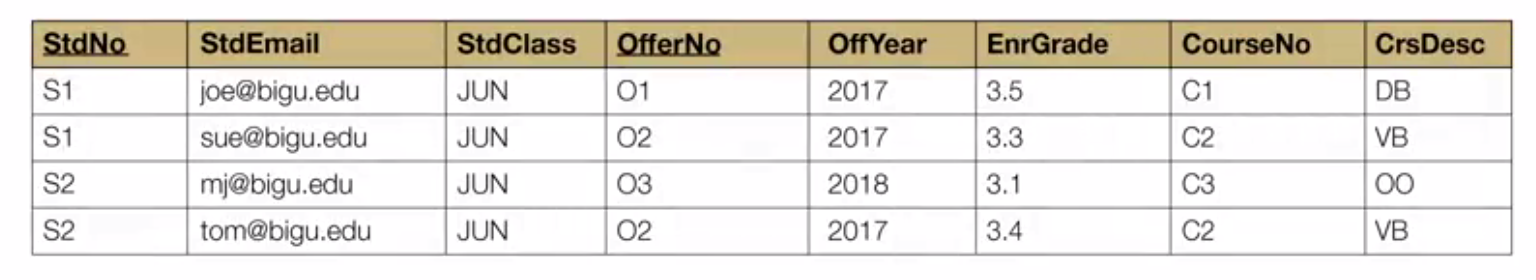 StdNo StdEmail StdClass OfferNo OffYear EnrGrade CourseNo CrsDesc
S1 joe@bigu.edu JUN O1 2017 3.5 C1 DB
S1 sue@bigu.edu JUN O2 2017 3.3 C2 VB
S2 mj@bigu.edu JUN O3 2018 3.1 C3 OO
S2 tom@bigu.edu JUN O2 2017 3.4 C2 VB